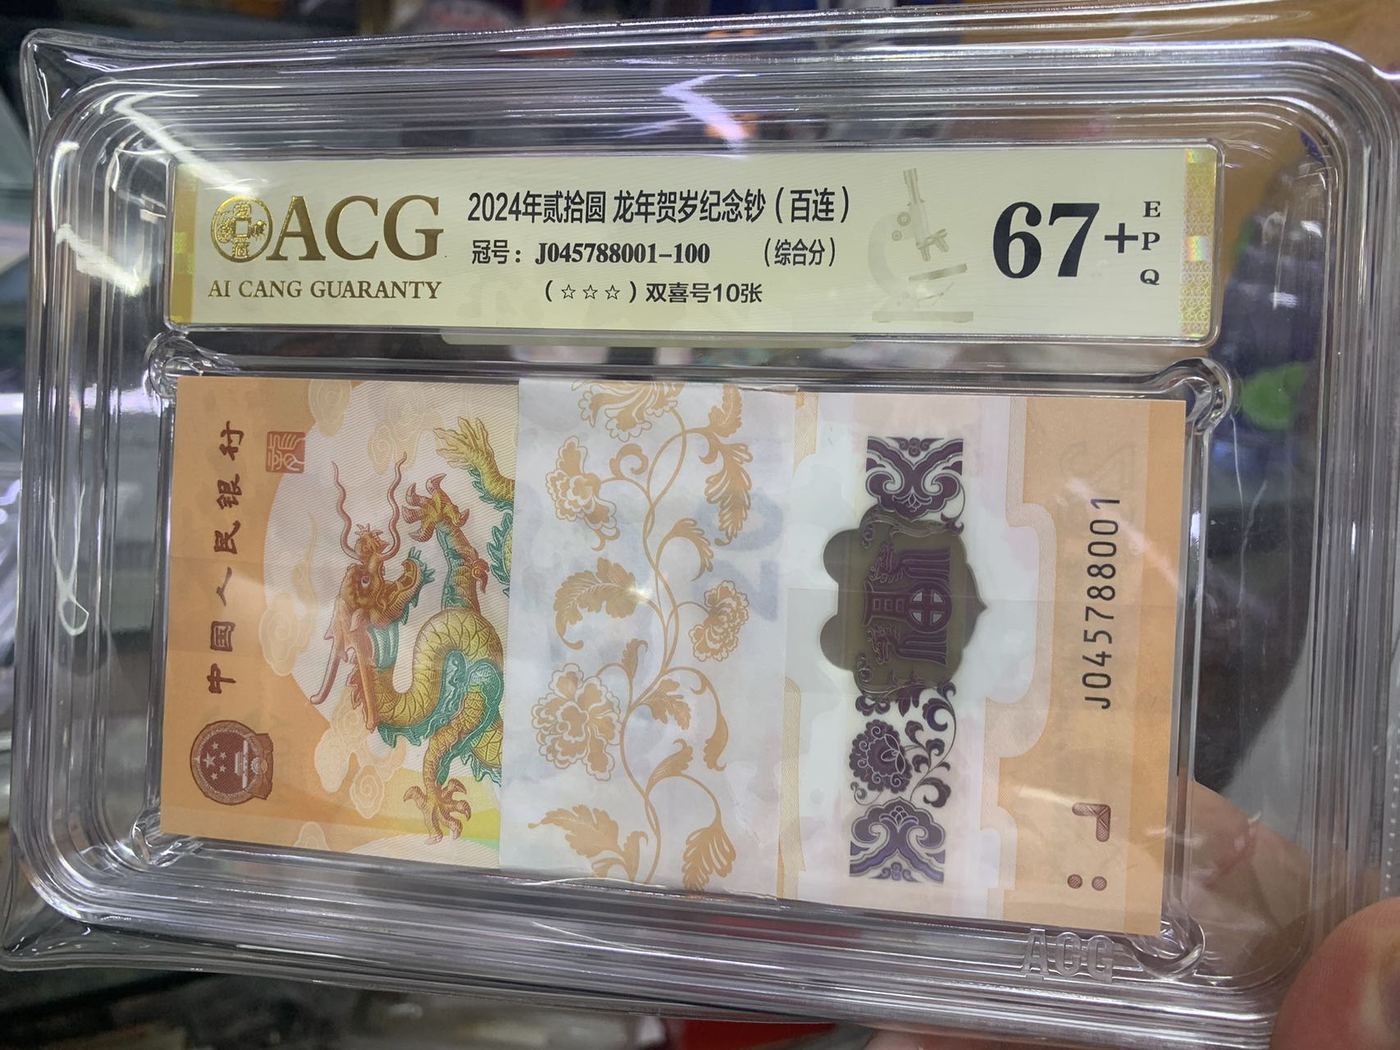 ACG
AI CANG GUARANTY
2024年贰拾圆 龙年贺岁纪念钞(百连)
冠号: J045788001-100 (综合分)
(☆☆☆)双喜号10张
67+
EPQ
中国人民银行
J045788001
ACG